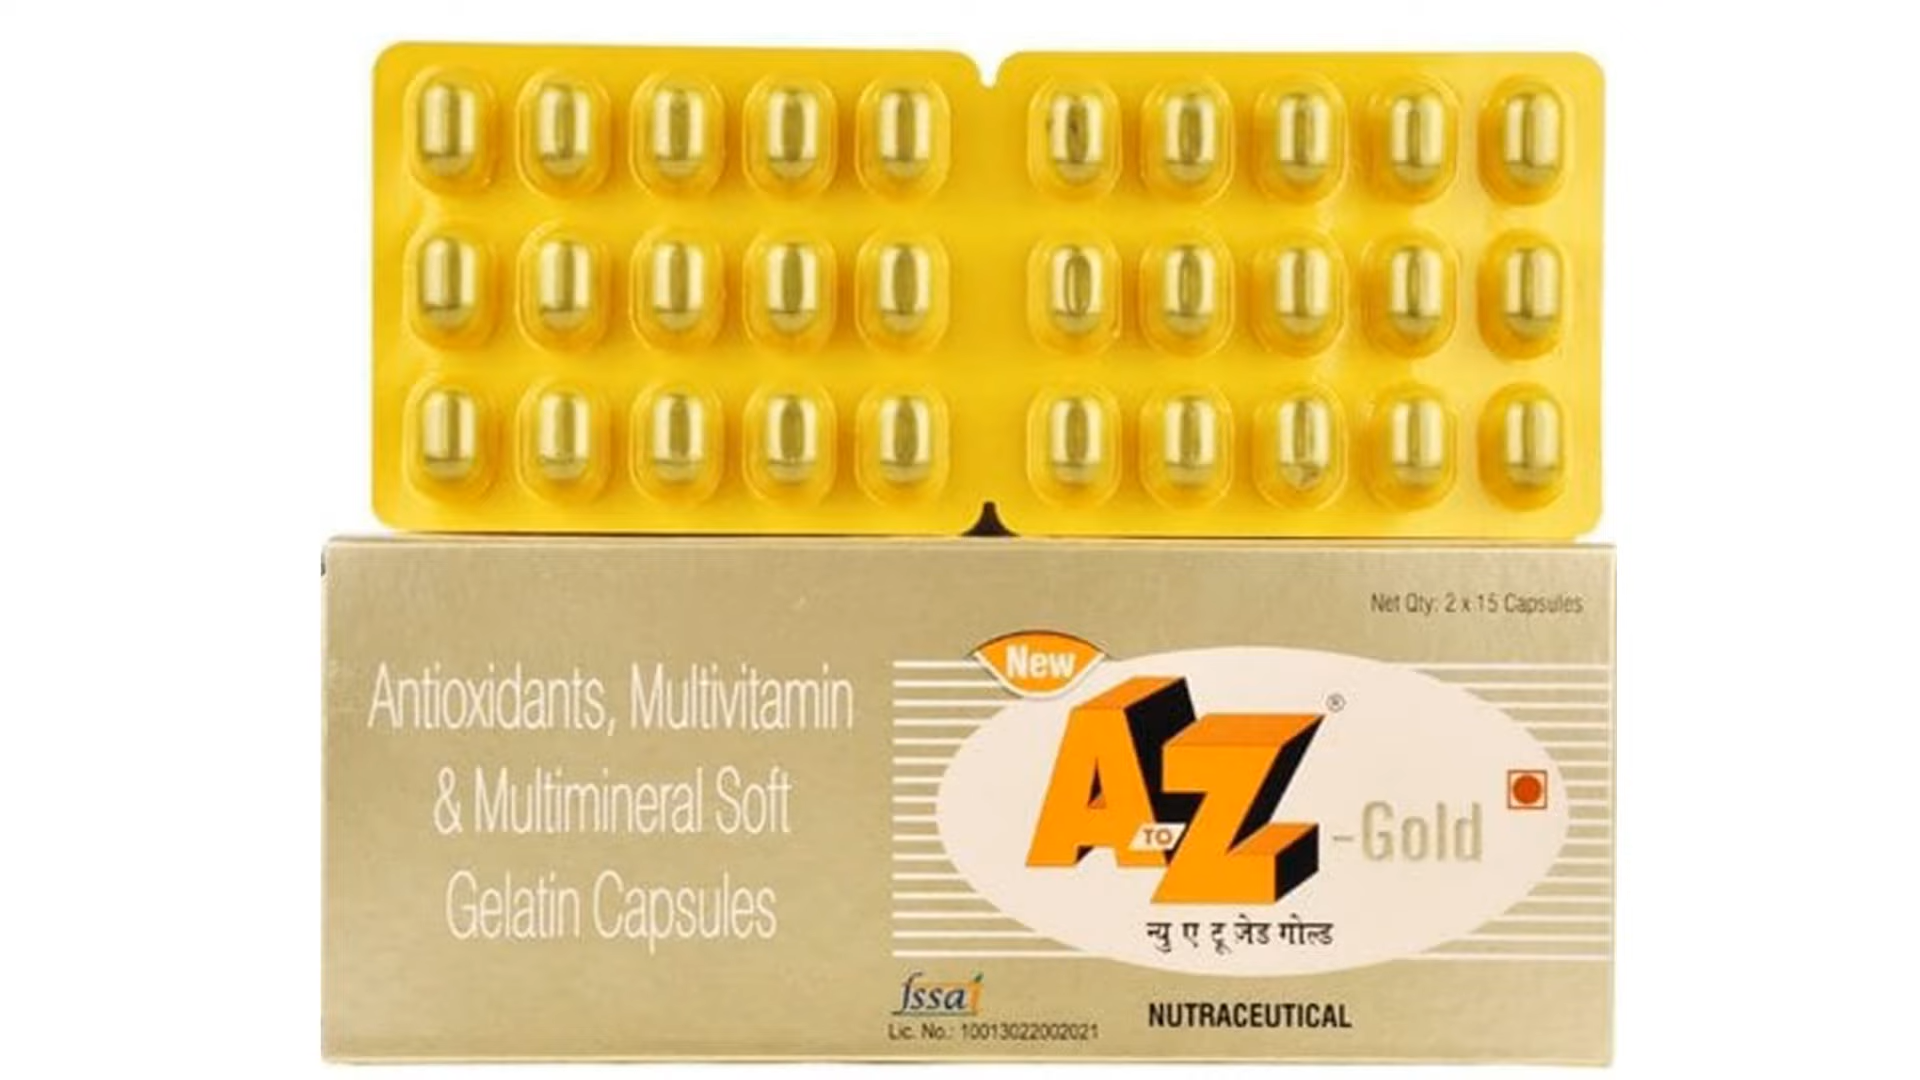 Net Qty: 2 x 15 Capsules
Antioxidants, Multivitamin
& Multimineral Soft
Gelatin Capsules
New
A TO Z®-Gold
न्यु ए टू जेड गोल्ड
fssai
Lic. No.: 10013022002021
NUTRACEUTICAL